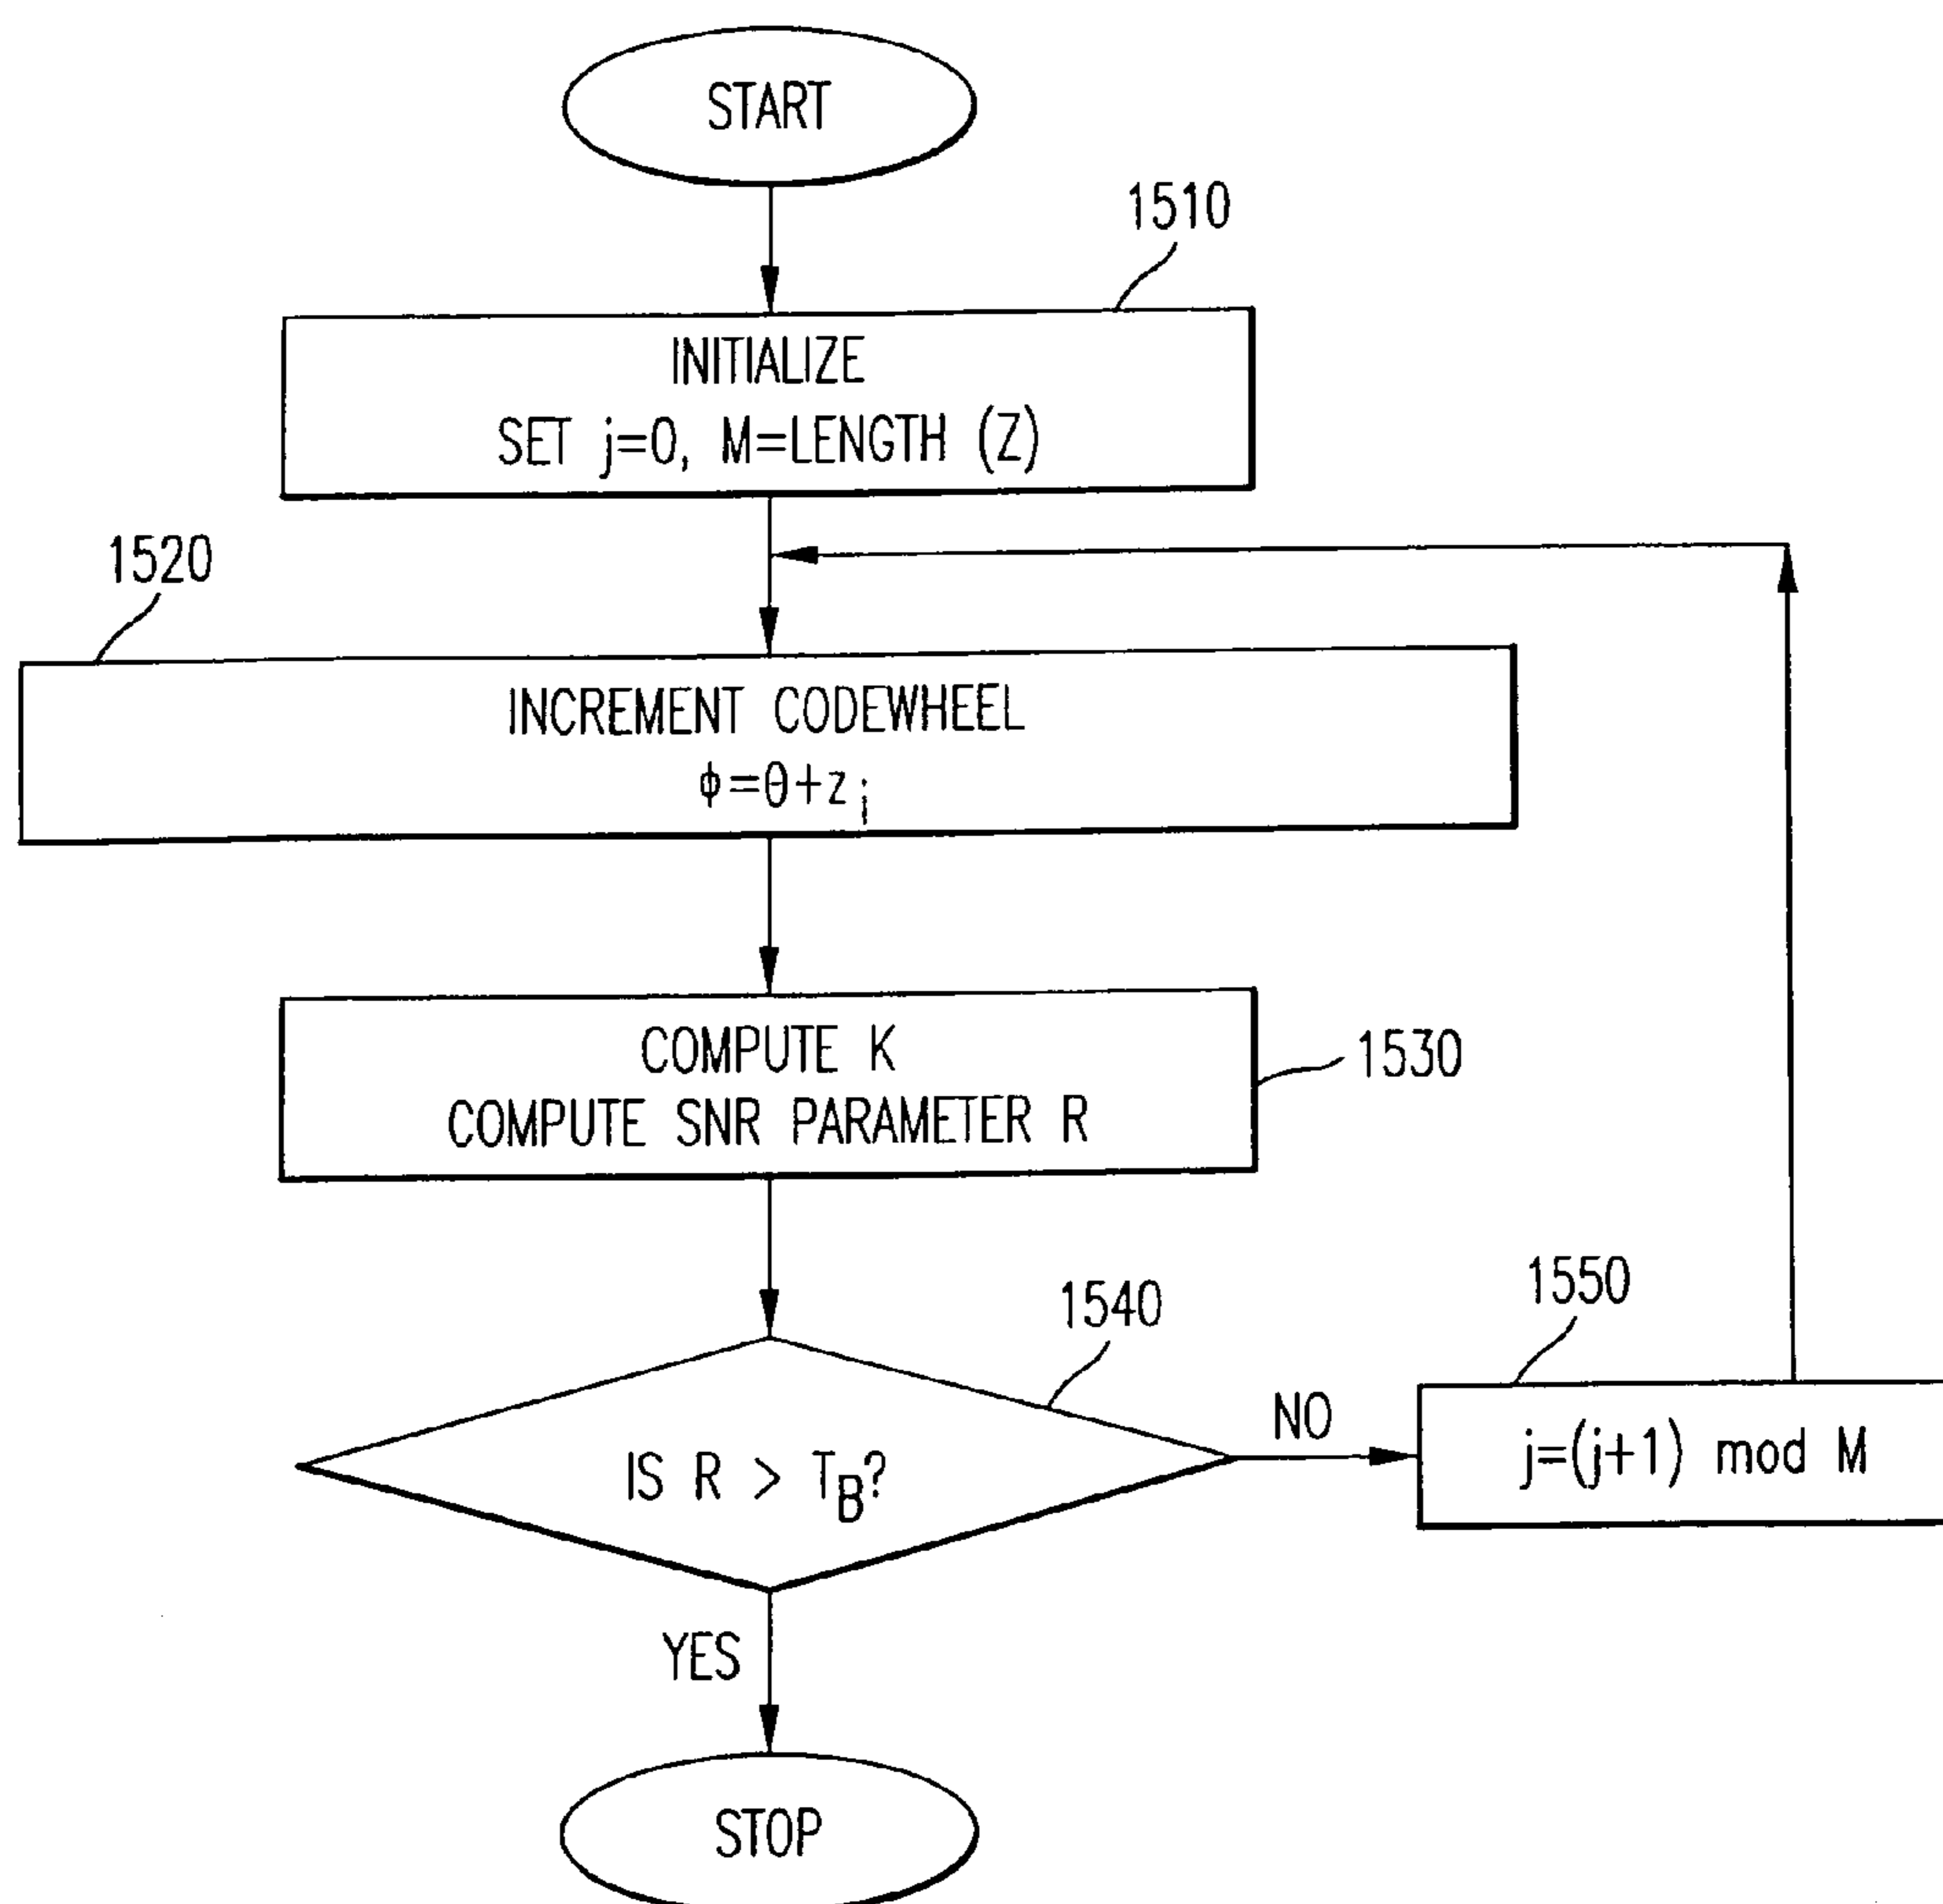 START
1510
INITIALIZE
SET j=0, M=LENGTH (Z)
1520
INCREMENT CODEWHEEL
ϕ=θ+z j
COMPUTE K
COMPUTE SNR PARAMETER R
1530
1540
IS R > TB?
NO
1550
j=(j+1) mod M
YES
STOP